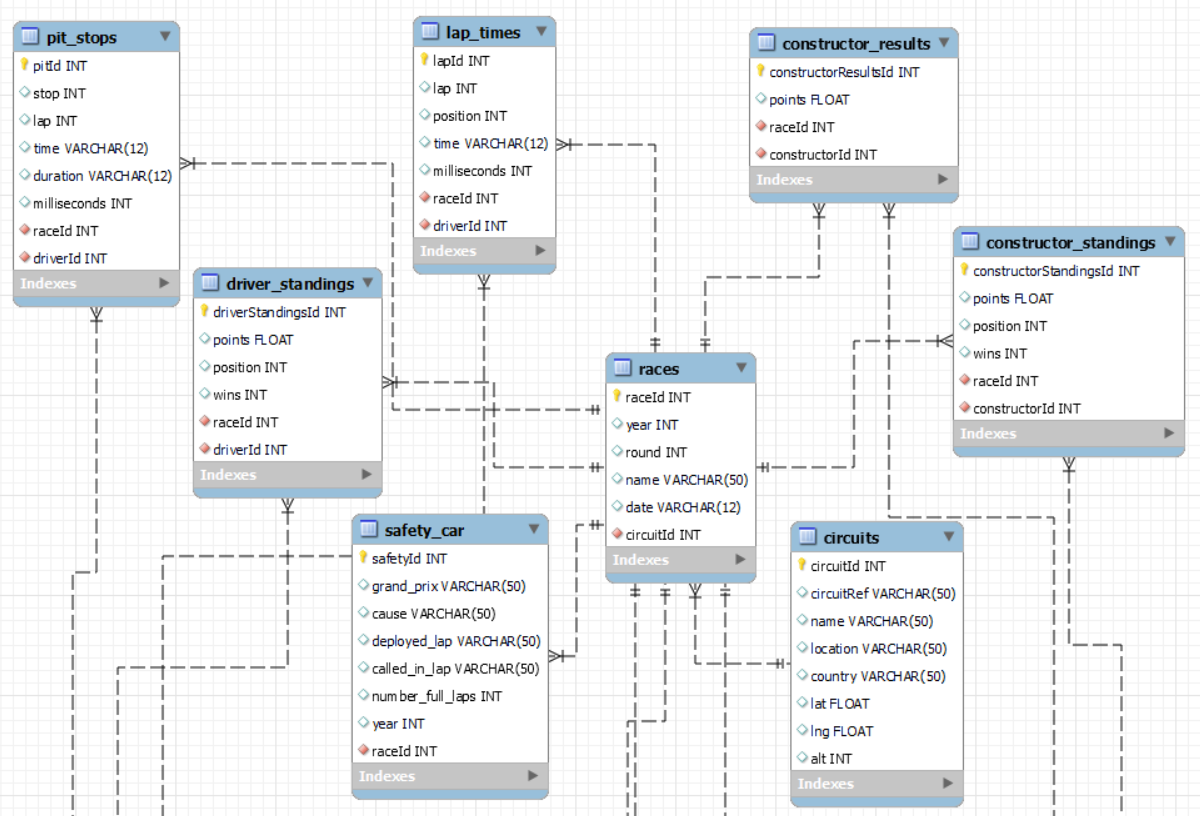 pit_stops
pitId INT
stop INT
lap INT
time VARCHAR(12)
duration VARCHAR(12)
milliseconds INT
raceId INT
driverId INT
Indexes
lap_times
lapId INT
lap INT
position INT
time VARCHAR(12)
milliseconds INT
raceId INT
driverId INT
Indexes
constructor_results
constructorResultsId INT
points FLOAT
raceId INT
constructorId INT
Indexes
constructor_standings
constructorStandingsId INT
points FLOAT
position INT
wins INT
raceId INT
constructorId INT
Indexes
driver_standings
driverStandingsId INT
points FLOAT
position INT
wins INT
raceId INT
driverId INT
Indexes
races
raceId INT
year INT
round INT
name VARCHAR(50)
date VARCHAR(12)
circuitId INT
Indexes
safety_car
safetyId INT
grand_prix VARCHAR(50)
cause VARCHAR(50)
deployed_lap VARCHAR(50)
called_in_lap VARCHAR(50)
number_full_laps INT
year INT
raceId INT
Indexes
circuits
circuitId INT
circuitRef VARCHAR(50)
name VARCHAR(50)
location VARCHAR(50)
country VARCHAR(50)
lat FLOAT
lng FLOAT
alt INT
Indexes